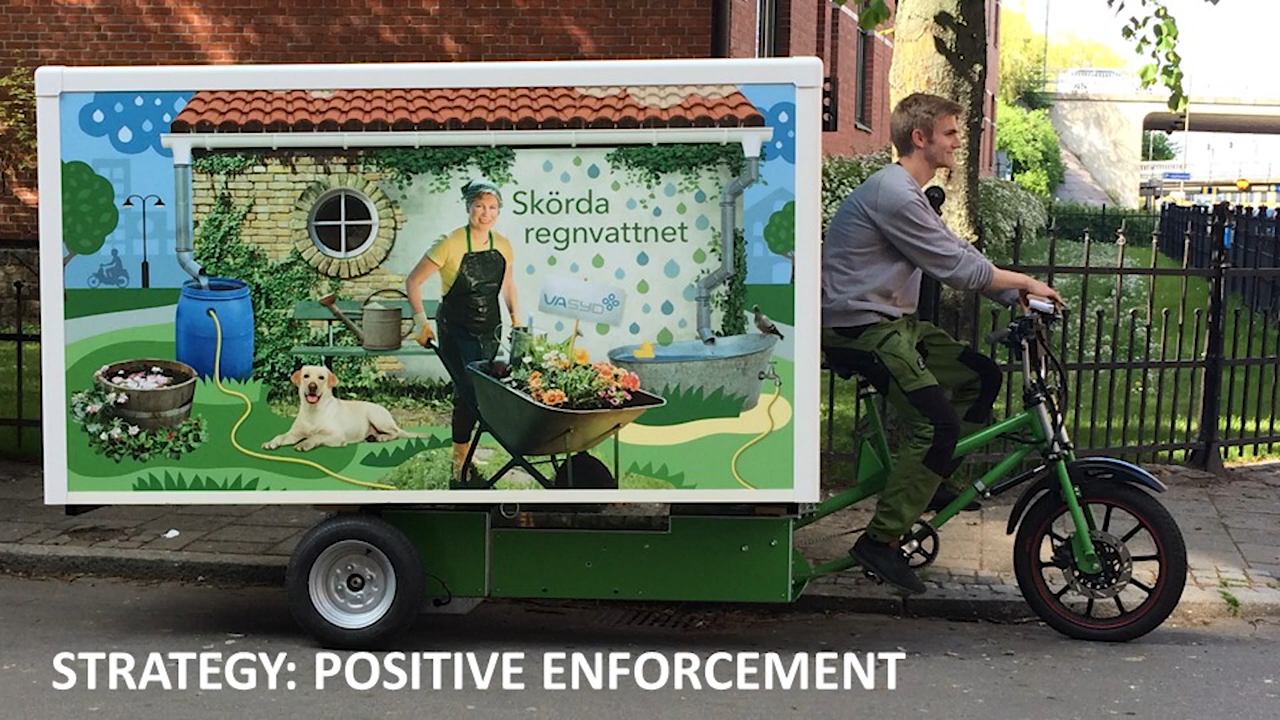 Skörda
regnvattnet
VA SYD
STRATEGY: POSITIVE ENFORCEMENT